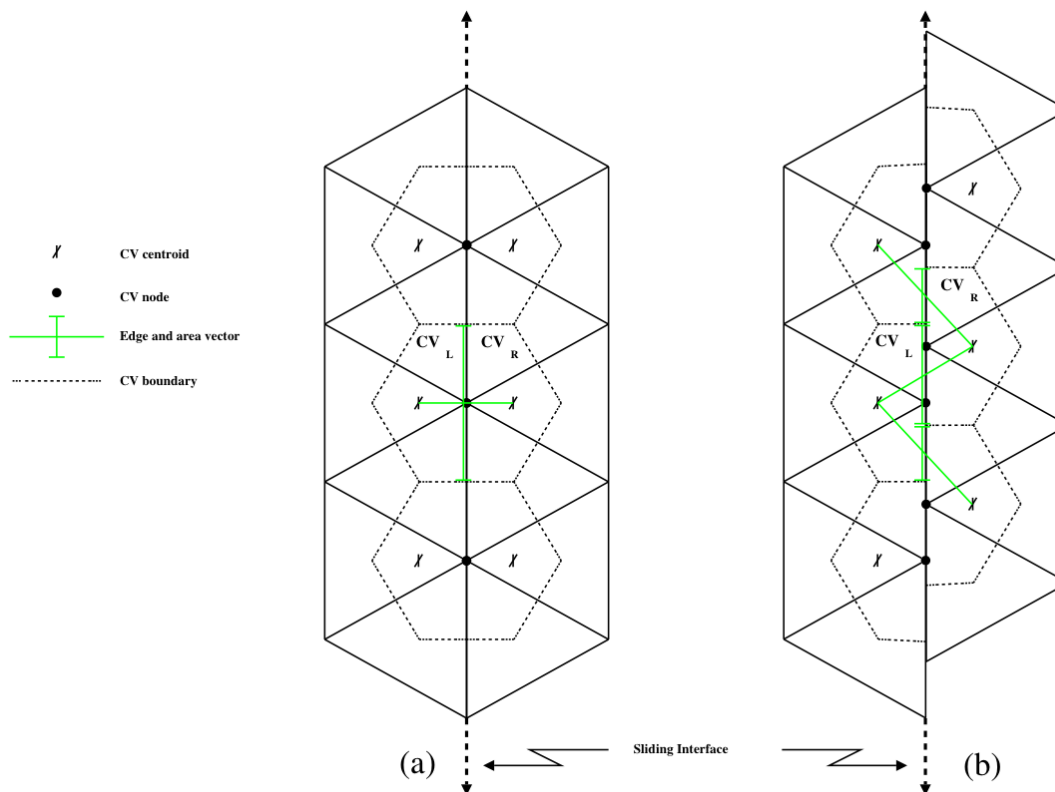 CV centroid
CV node
Edge and area vector
CV boundary
CV L
CV R
CV R
CV L
(a)
Sliding Interface
(b)